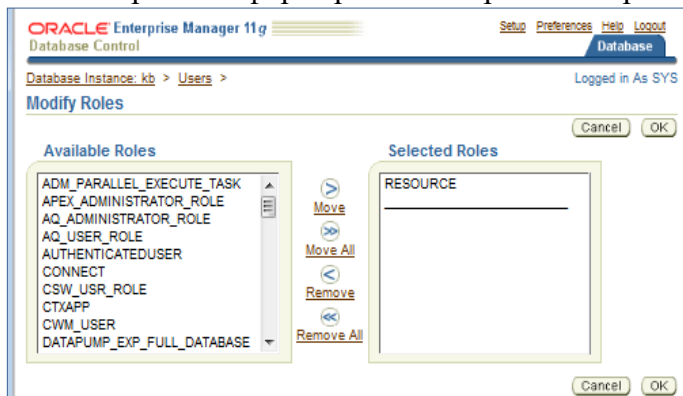 ORACLE Enterprise Manager 11g
Database Control
Setup Preferences Help Logout
Database
Database Instance: kb > Users >
Logged in As SYS
Modify Roles
Cancel OK
Available Roles
ADM_PARALLEL_EXECUTE_TASK
APEX_ADMINISTRATOR_ROLE
AQ_ADMINISTRATOR_ROLE
AQ_USER_ROLE
AUTHENTICATEDUSER
CONNECT
CSW_USR_ROLE
CTXAPP
CWM_USER
DATAPUMP_EXP_FULL_DATABASE
Move
Move All
Remove
Remove All
Selected Roles
RESOURCE
Cancel OK